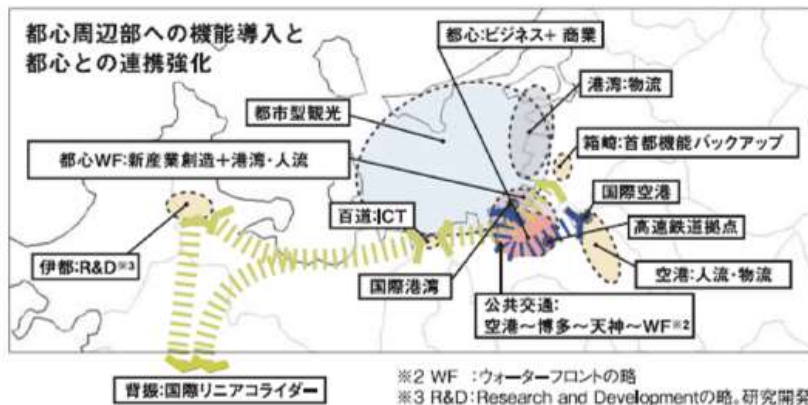 都心周辺部への機能導入と
都心との連携強化
都心:ビジネス+ 商業
港湾:物流
都市型観光
箱崎:首都機能バックアップ
都心WF:新産業創造+港湾・人流
国際空港
百道:ICT
高速鉄道拠点
伊都:R&D※3
国際港湾
空港:人流・物流
公共交通:
空港〜博多〜天神〜WF※2
背振:国際リニアコライダー
※2 WF :ウォーターフロントの略
※3 R&D:Research and Developmentの略。研究開発